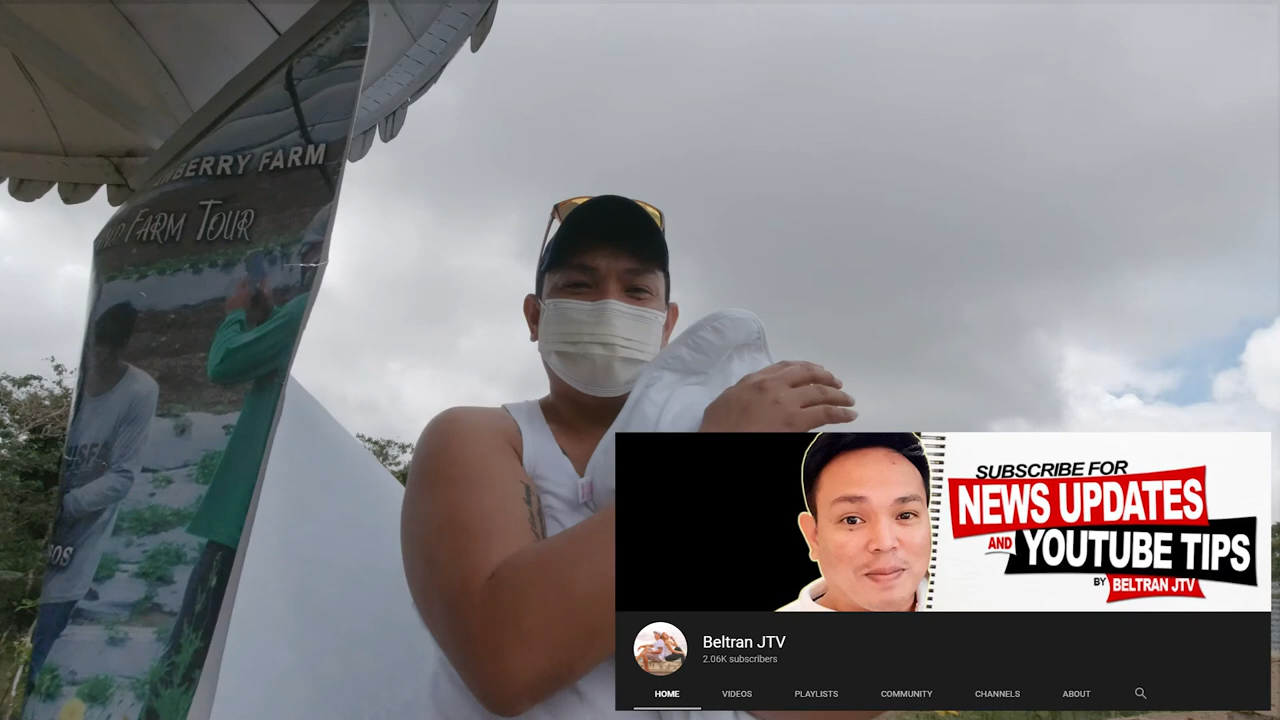 BERRY FARM
FARM TOUR
SUBSCRIBE FOR
NEWS UPDATES
AND YOUTUBE TIPS
BY BELTRAN JTV
Beltran JTV
2.06K subscribers
HOME VIDEOS PLAYLISTS COMMUNITY CHANNELS ABOUT